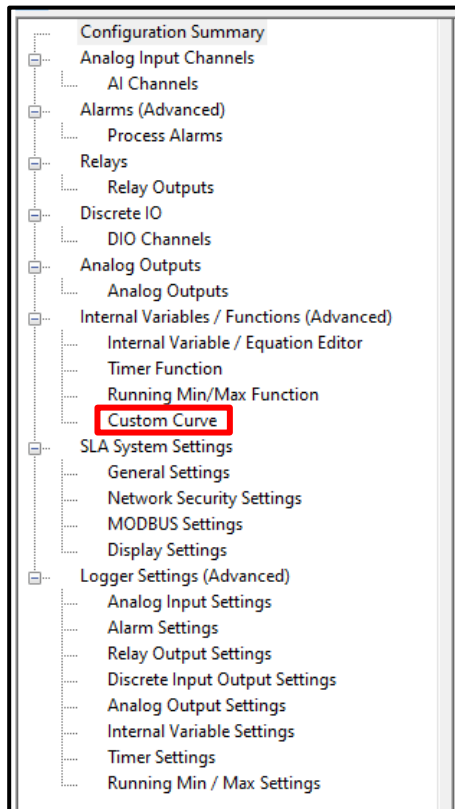 Configuration Summary
Analog Input Channels
AI Channels
Alarms (Advanced)
Process Alarms
Relays
Relay Outputs
Discrete IO
DIO Channels
Analog Outputs
Analog Outputs
Internal Variables / Functions (Advanced)
Internal Variable / Equation Editor
Timer Function
Running Min/Max Function
Custom Curve
SLA System Settings
General Settings
Network Security Settings
MODBUS Settings
Display Settings
Logger Settings (Advanced)
Analog Input Settings
Alarm Settings
Relay Output Settings
Discrete Input Output Settings
Analog Output Settings
Internal Variable Settings
Timer Settings
Running Min / Max Settings